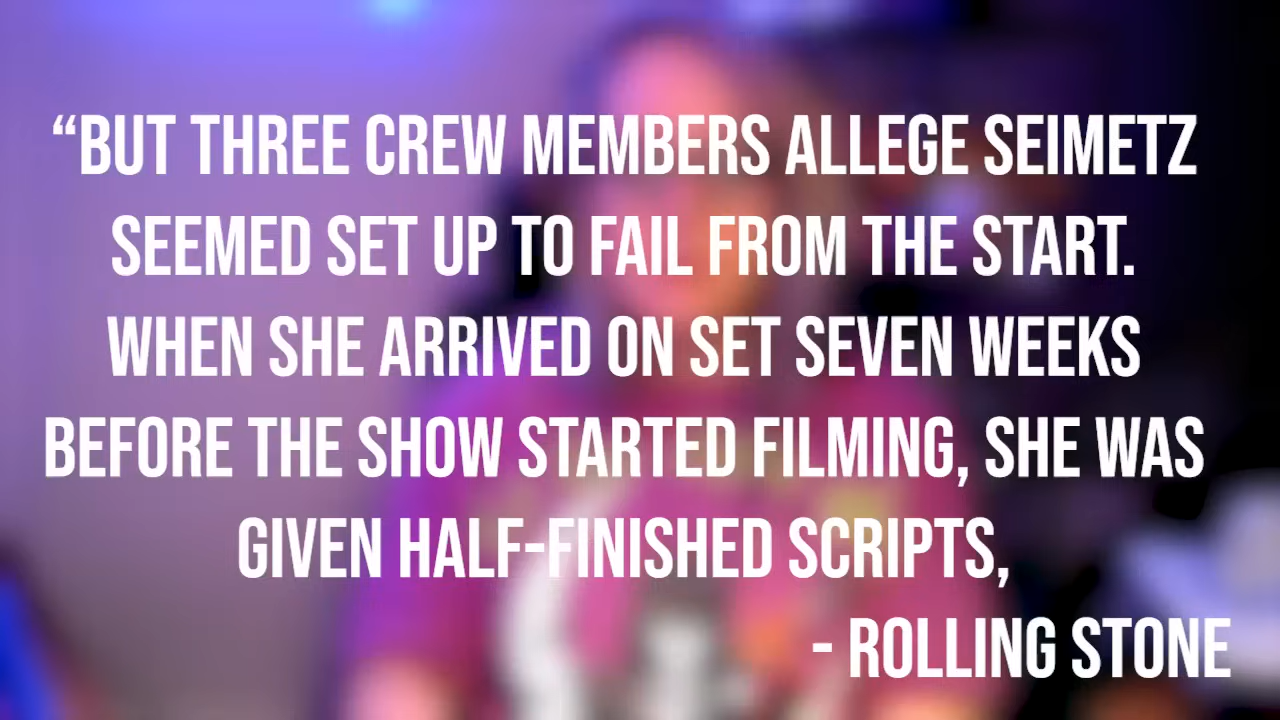 “BUT THREE CREW MEMBERS ALLEGE SEIMETZ
SEEMED SET UP TO FAIL FROM THE START.
WHEN SHE ARRIVED ON SET SEVEN WEEKS
BEFORE THE SHOW STARTED FILMING, SHE WAS
GIVEN HALF-FINISHED SCRIPTS,
- ROLLING STONE